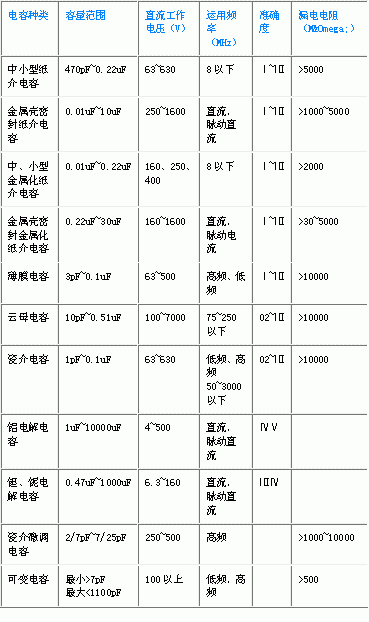 电容种类 容量范围 直流工作电压（V） 运用频率（MHz） 准确度 漏电电阻（M&Omega;）
中小型纸介电容 470pF~0.22uF 63~630 8以下 Ⅰ~Ⅲ >5000
金属壳密封纸介电容 0.01uF~10uF 250~1600 直流，脉动直流 Ⅰ~Ⅲ >1000~5000
中、小型金属化纸介电容 0.01uF~0.22uF 160、250、400 8以下 Ⅰ~Ⅲ >2000
金属壳密封金属化纸介电容 0.22uF~30uF 160~1600 直流，脉动电流 Ⅰ~Ⅲ >30~5000
薄膜电容 3pF~0.1uF 63~500 高频、低频 Ⅰ~Ⅲ >10000
云母电容 10pF~0.51uF 100~7000 75~250以下 02~Ⅲ >10000
瓷介电容 1pF~0.1uF 63~630 低频、高频 50~3000以下 02~Ⅲ >10000
铝电解电容 1uF~10000uF 4~500 直流，脉动直流 Ⅳ Ⅴ
钽、铌电解电容 0.47uF~1000uF 6.3~160 直流，脉动直流 ⅢⅣ
瓷介微调电容 2/7pF~7/25pF 250~500 高频 >1000~10000
可变电容 最小>7pF 最大<1100pF 100以上 低频，高频 >500